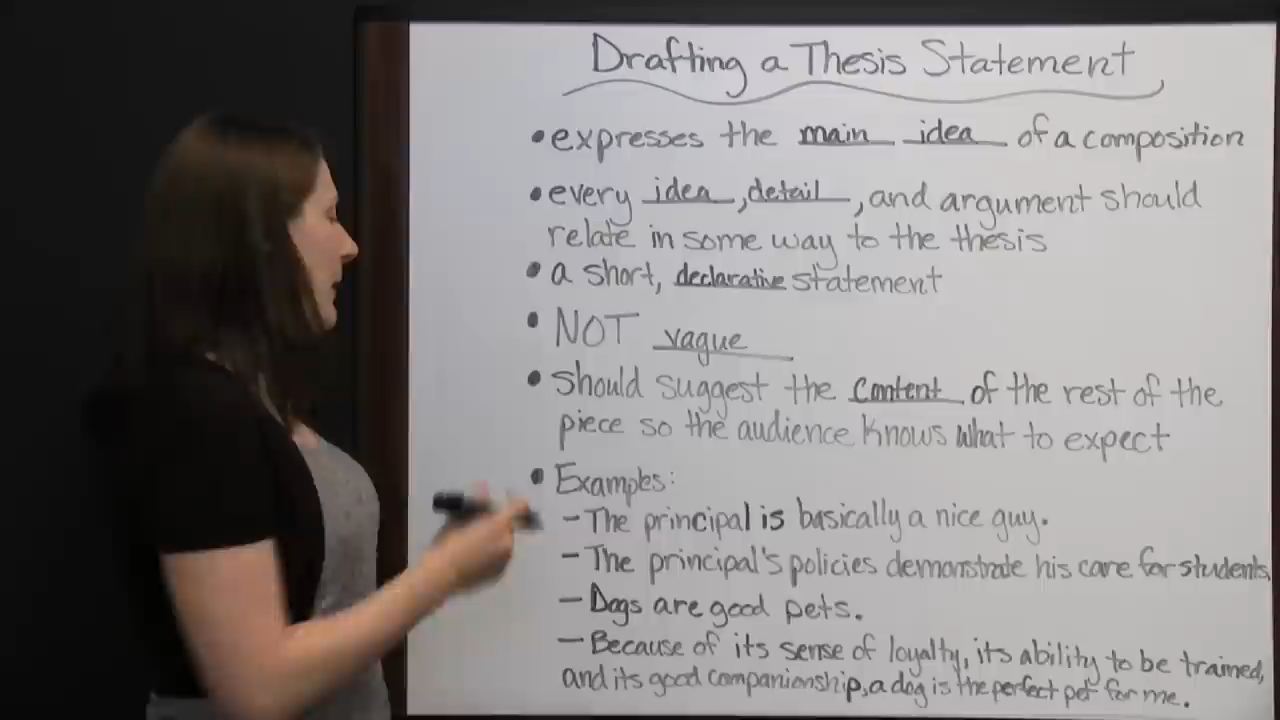 Drafting a Thesis Statement
• expresses the main idea of a composition
• every idea, detail, and argument should
relate in some way to the thesis
• a short, declarative statement
• NOT vague
• should suggest the content of the rest of the
piece so the audience knows what to expect
• Examples:
- The principal is basically a nice guy.
- The principal's policies demonstrate his care for students.
- Dogs are good pets.
- Because of its sense of loyalty, its ability to be trained,
and its good companionship, a dog is the perfect pet for me.